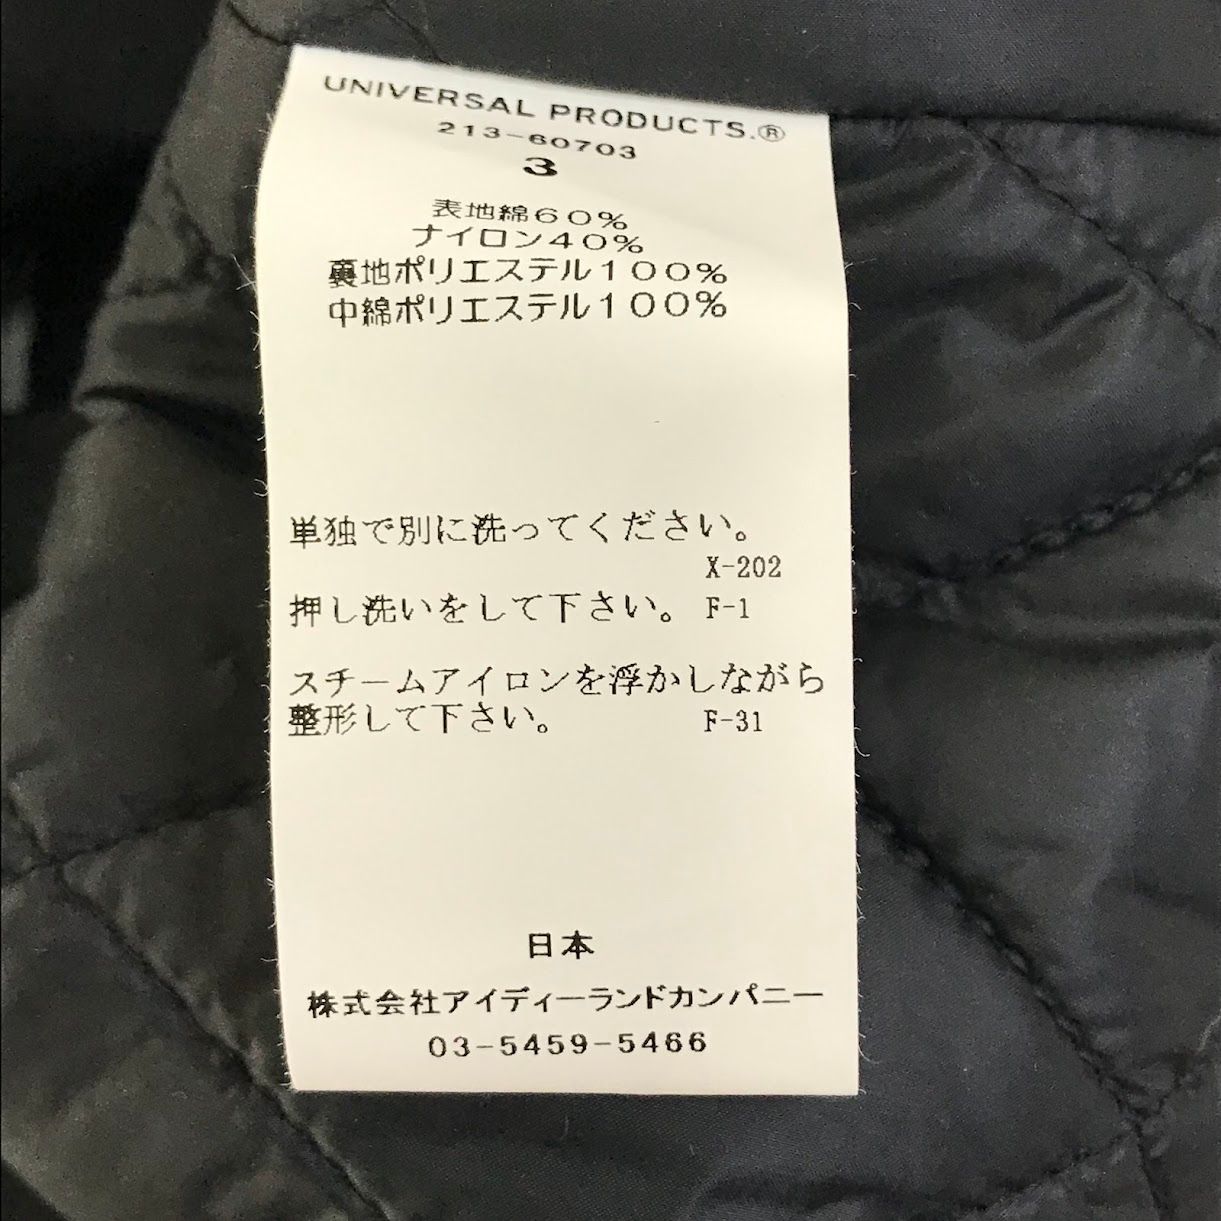 UNIVERSAL PRODUCTS.®
213-60703
3
表地綿60%
ナイロン40%
裏地ポリエステル100%
中綿ポリエステル100%
単独で別に洗ってください。
X-202
押し洗いをして下さい。 F-1
スチームアイロンを浮かしながら
整形して下さい。 F-31
日本
株式会社アイディーランドカンパニー
03-5459-5466